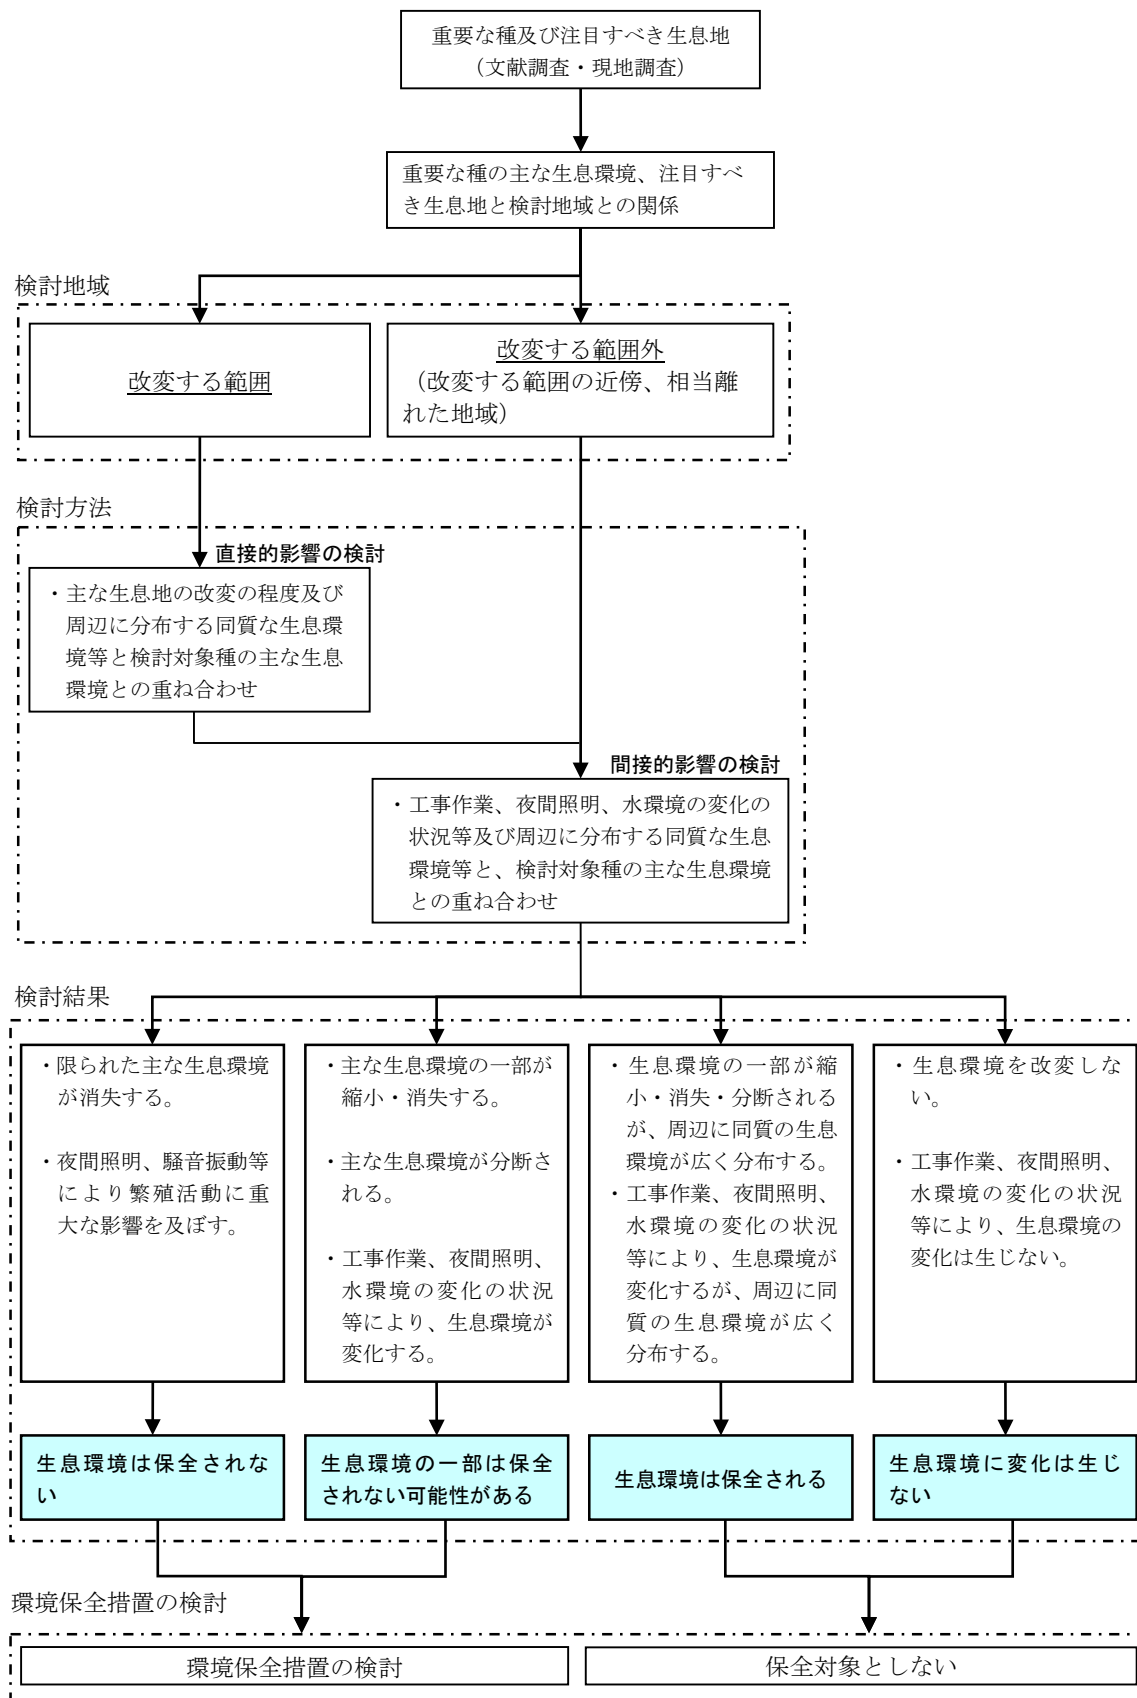 重要な種及び注目すべき生息地
（文献調査・現地調査）
重要な種の主な生息環境、注目すべ
き生息地と検討地域との関係
検討地域
改変する範囲
改変する範囲外
（改変する範囲の近傍、相当離
れた地域）
検討方法
直接的影響の検討
・主な生息地の改変の程度及び
周辺に分布する同質な生息環
境等と検討対象種の主な生息
環境との重ね合わせ
間接的影響の検討
・工事作業、夜間照明、水環境の変化の
状況等及び周辺に分布する同質な生息
環境等と、検討対象種の主な生息環境
との重ね合わせ
検討結果
・限られた主な生息環境
が消失する。
・夜間照明、騒音振動等
により繁殖活動に重
大な影響を及ぼす。
・主な生息環境の一部が
縮小・消失する。
・主な生息環境が分断さ
れる。
・工事作業、夜間照明、
水環境の変化の状況
等により、生息環境が
変化する。
・生息環境の一部が縮
小・消失・分断される
が、周辺に同質の生息
環境が広く分布する。
・工事作業、夜間照明、
水環境の変化の状況
等により、生息環境が
変化するが、周辺に同
質の生息環境が広く
分布する。
・生息環境を改変しな
い。
・工事作業、夜間照明、
水環境の変化の状況
等により、生息環境の
変化は生じない。
生息環境は保全されな
い
生息環境の一部は保全
されない可能性がある
生息環境は保全される
生息環境に変化は生じ
ない
環境保全措置の検討
環境保全措置の検討
保全対象としない